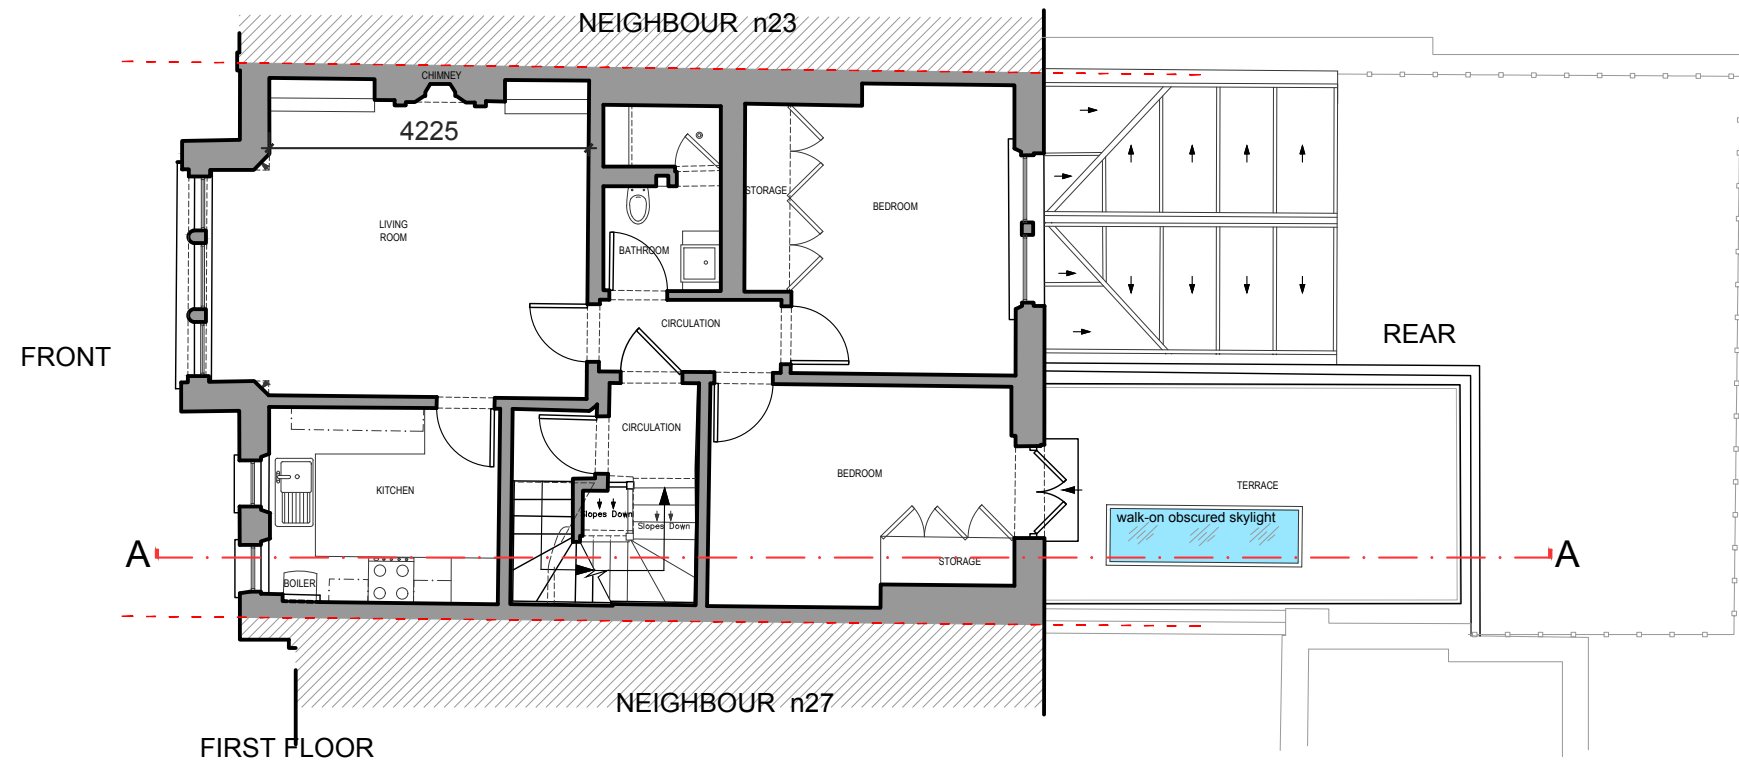 NEIGHBOUR n23
CHIMNEY
4225
STORAGE
BEDROOM
LIVING
ROOM
BATHROOM
CIRCULATION
FRONT
REAR
CIRCULATION
BEDROOM
KITCHEN
TERRACE
Slopes Down
Slopes Down
walk-on obscured skylight
A
A
STORAGE
BOILER
NEIGHBOUR n27
FIRST FLOOR